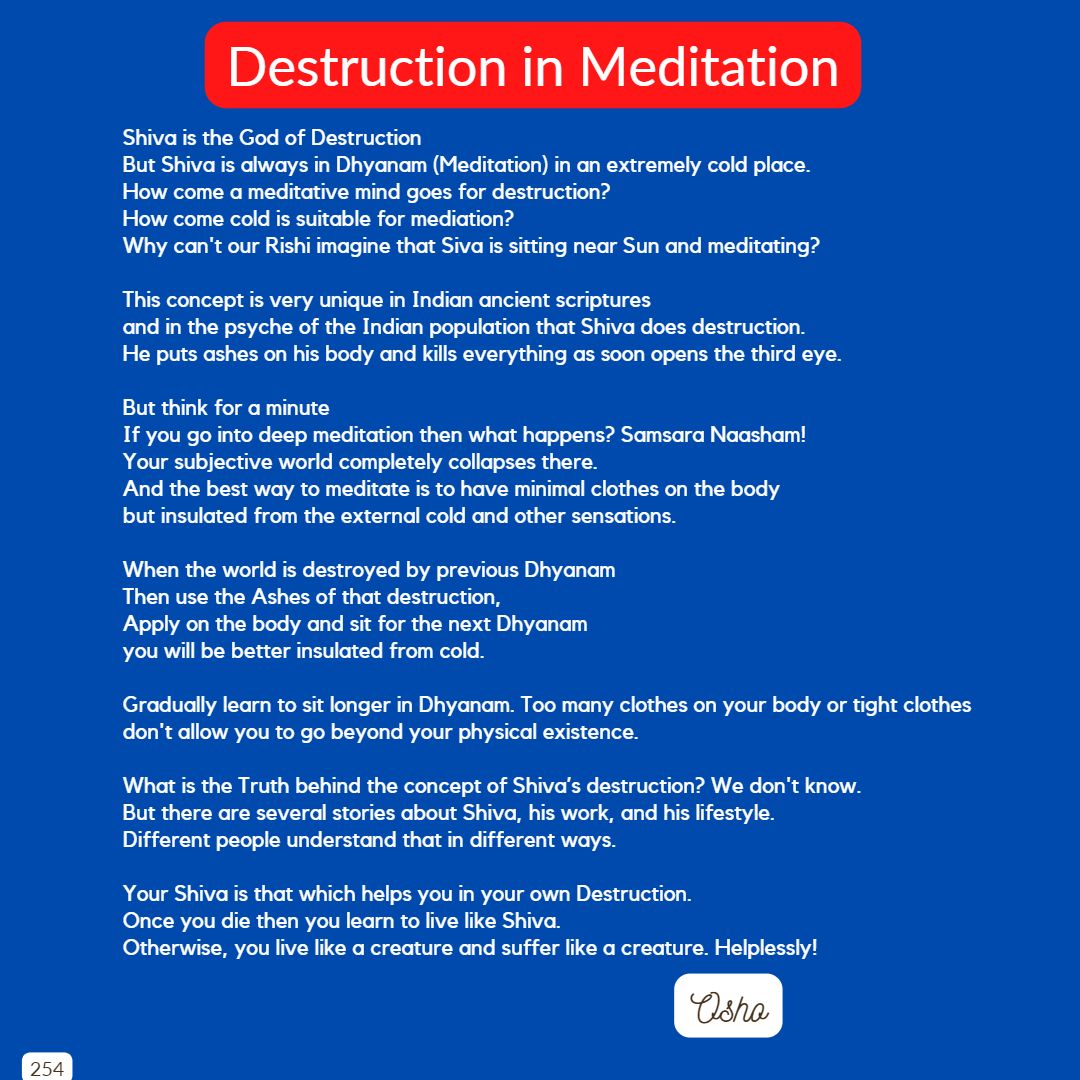 Destruction in Meditation
Shiva is the God of Destruction
But Shiva is always in Dhyanam (Meditation) in an extremely cold place.
How come a meditative mind goes for destruction?
How come cold is suitable for mediation?
Why can't our Rishi imagine that Siva is sitting near Sun and meditating?
This concept is very unique in Indian ancient scriptures
and in the psyche of the Indian population that Shiva does destruction.
He puts ashes on his body and kills everything as soon opens the third eye.
But think for a minute
If you go into deep meditation then what happens? Samsara Naasham!
Your subjective world completely collapses there.
And the best way to meditate is to have minimal clothes on the body
but insulated from the external cold and other sensations.
When the world is destroyed by previous Dhyanam
Then use the Ashes of that destruction,
Apply on the body and sit for the next Dhyanam
you will be better insulated from cold.
Gradually learn to sit longer in Dhyanam. Too many clothes on your body or tight clothes
don't allow you to go beyond your physical existence.
What is the Truth behind the concept of Shiva’s destruction? We don't know.
But there are several stories about Shiva, his work, and his lifestyle.
Different people understand that in different ways.
Your Shiva is that which helps you in your own Destruction.
Once you die then you learn to live like Shiva.
Otherwise, you live like a creature and suffer like a creature. Helplessly!
Osho
254